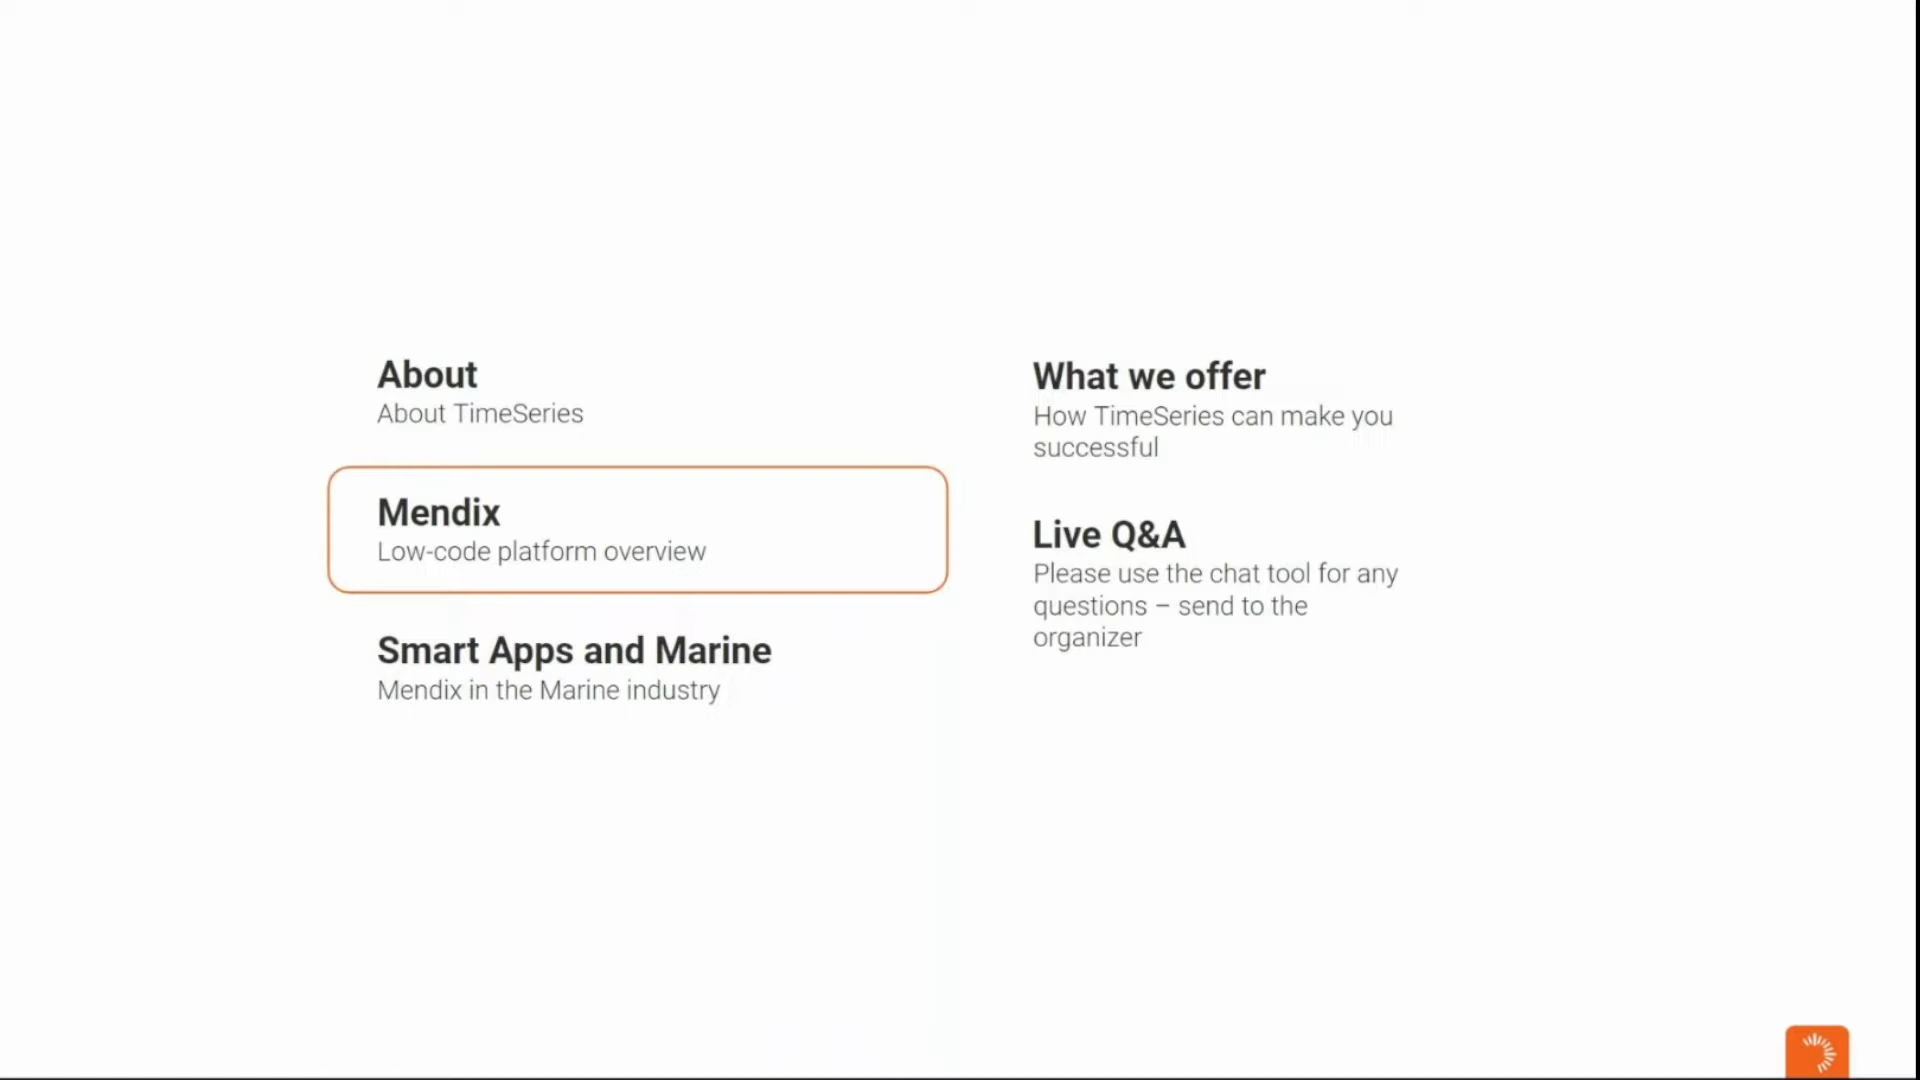 About
About TimeSeries
Mendix
Low-code platform overview
Smart Apps and Marine
Mendix in the Marine industry
What we offer
How TimeSeries can make you
successful
Live Q&A
Please use the chat tool for any
questions – send to the
organizer